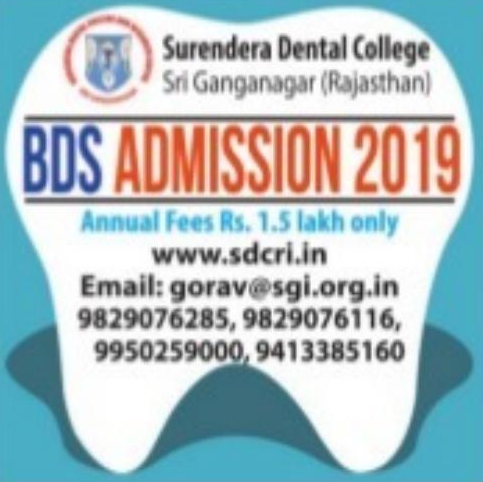 Surendera Dental College
Sri Ganganagar (Rajasthan)
BDS ADMISSION 2019
Annual Fees Rs. 1.5 lakh only
www.sdcri.in
Email: gorav@sgi.org.in
9829076285, 9829076116,
9950259000, 9413385160